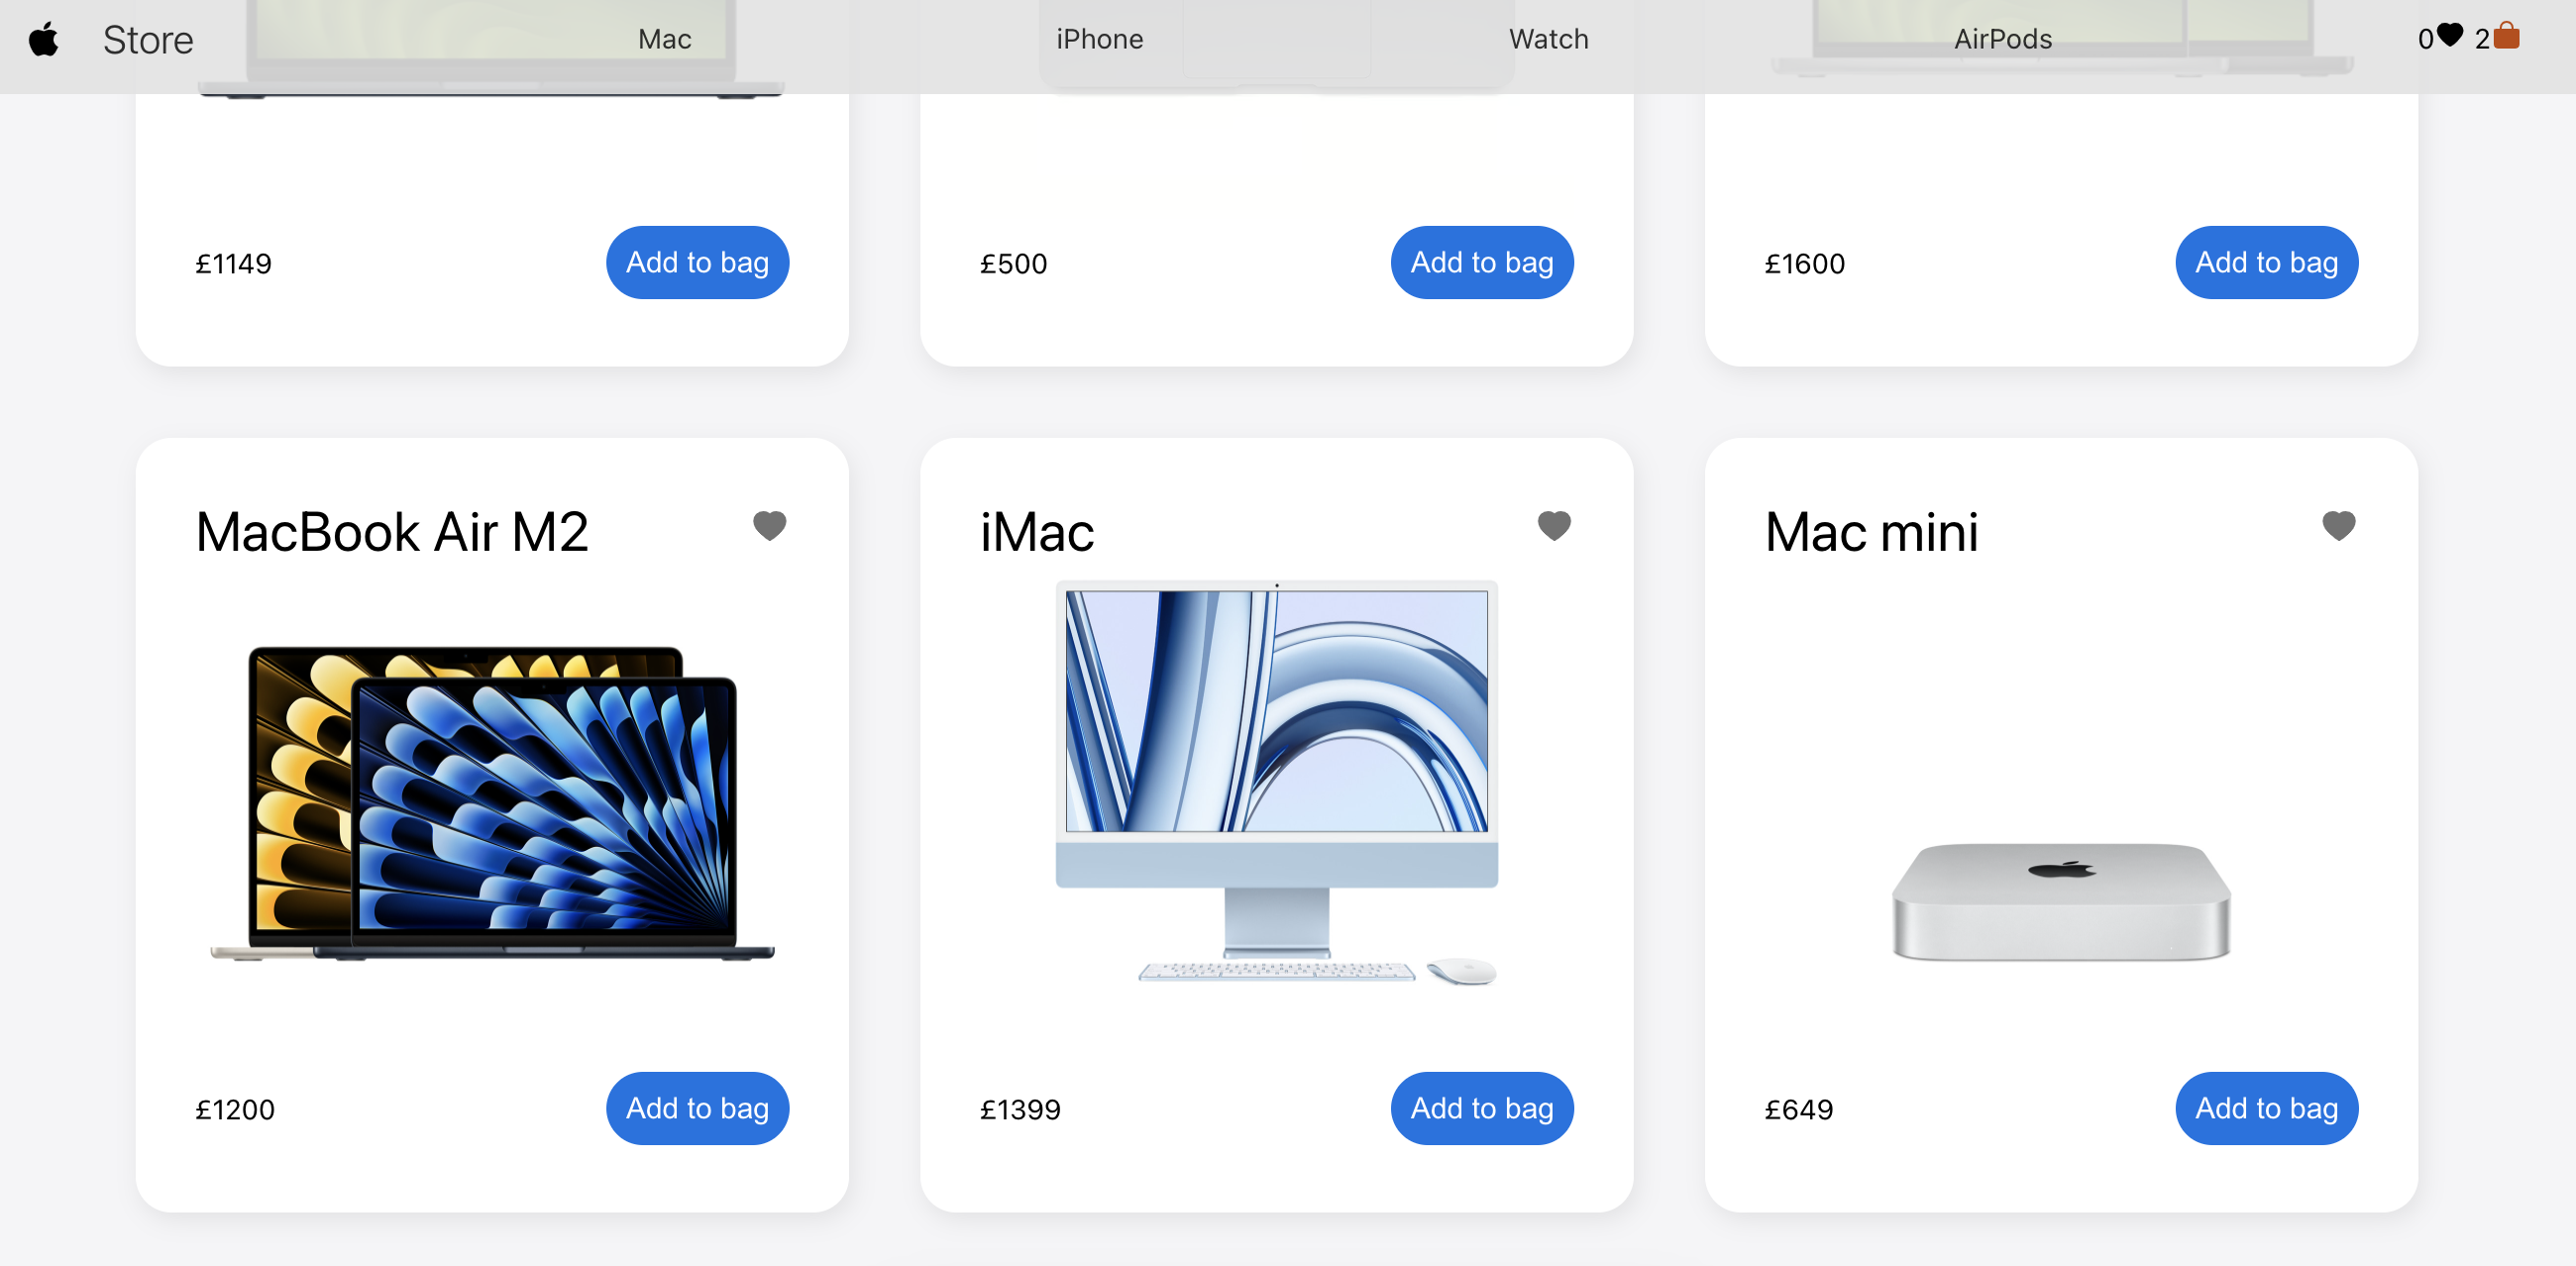 Store Mac iPhone Watch AirPods 0 2
£1149 Add to bag £500 Add to bag £1600 Add to bag
MacBook Air M2
£1200 Add to bag
iMac
£1399 Add to bag
Mac mini
£649 Add to bag